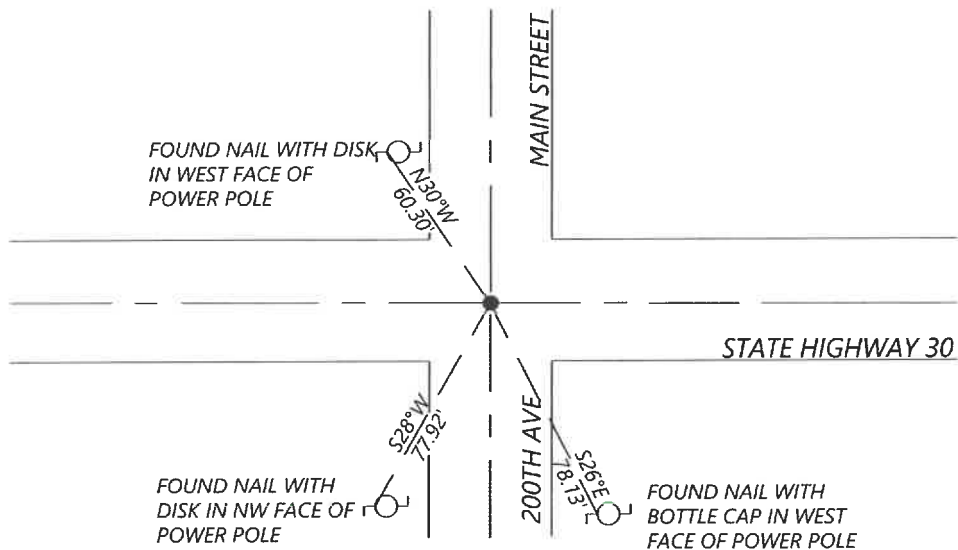 MAIN STREET
FOUND NAIL WITH DISK
IN WEST FACE OF
POWER POLE
N30°W
60.30'
STATE HIGHWAY 30
S28°W
77.92'
200TH AVE
S26°E
78.13'
FOUND NAIL WITH
DISK IN NW FACE OF
POWER POLE
FOUND NAIL WITH
BOTTLE CAP IN WEST
FACE OF POWER POLE